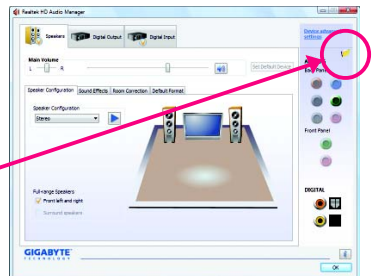 Realtek HD Audio Manager
Speakers
Digital Output
Digital Input
Device advanced settings
Main Volume
L
R
Set Default Device
Back Panel
Speaker Configuration
Sound Effects
Room Correction
Default Format
Speaker Configuration
Stereo
Front Panel
Full-range Speakers
Front left and right
Surround speakers
DIGITAL
GIGABYTE
TECHNOLOGY
OK